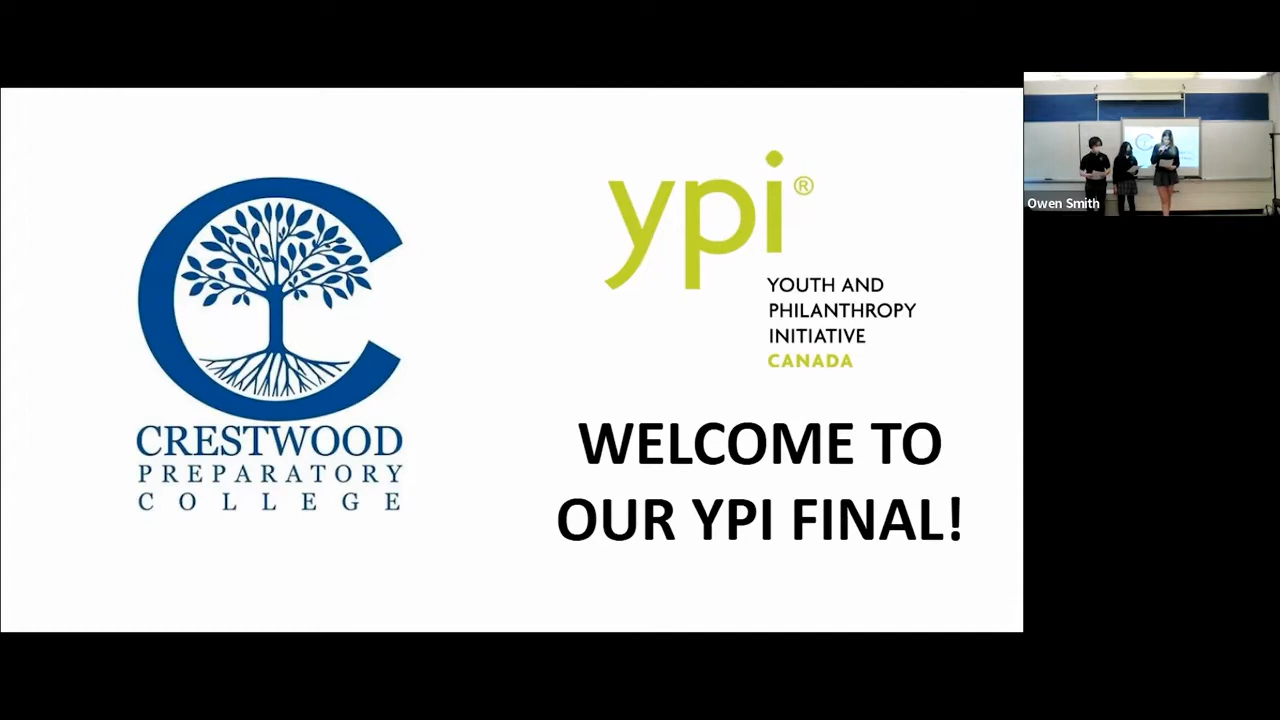 CRESTWOOD
PREPARATORY
COLLEGE
ypi®
YOUTH AND
PHILANTHROPY
INITIATIVE
CANADA
WELCOME TO
OUR YPI FINAL!
Owen Smith